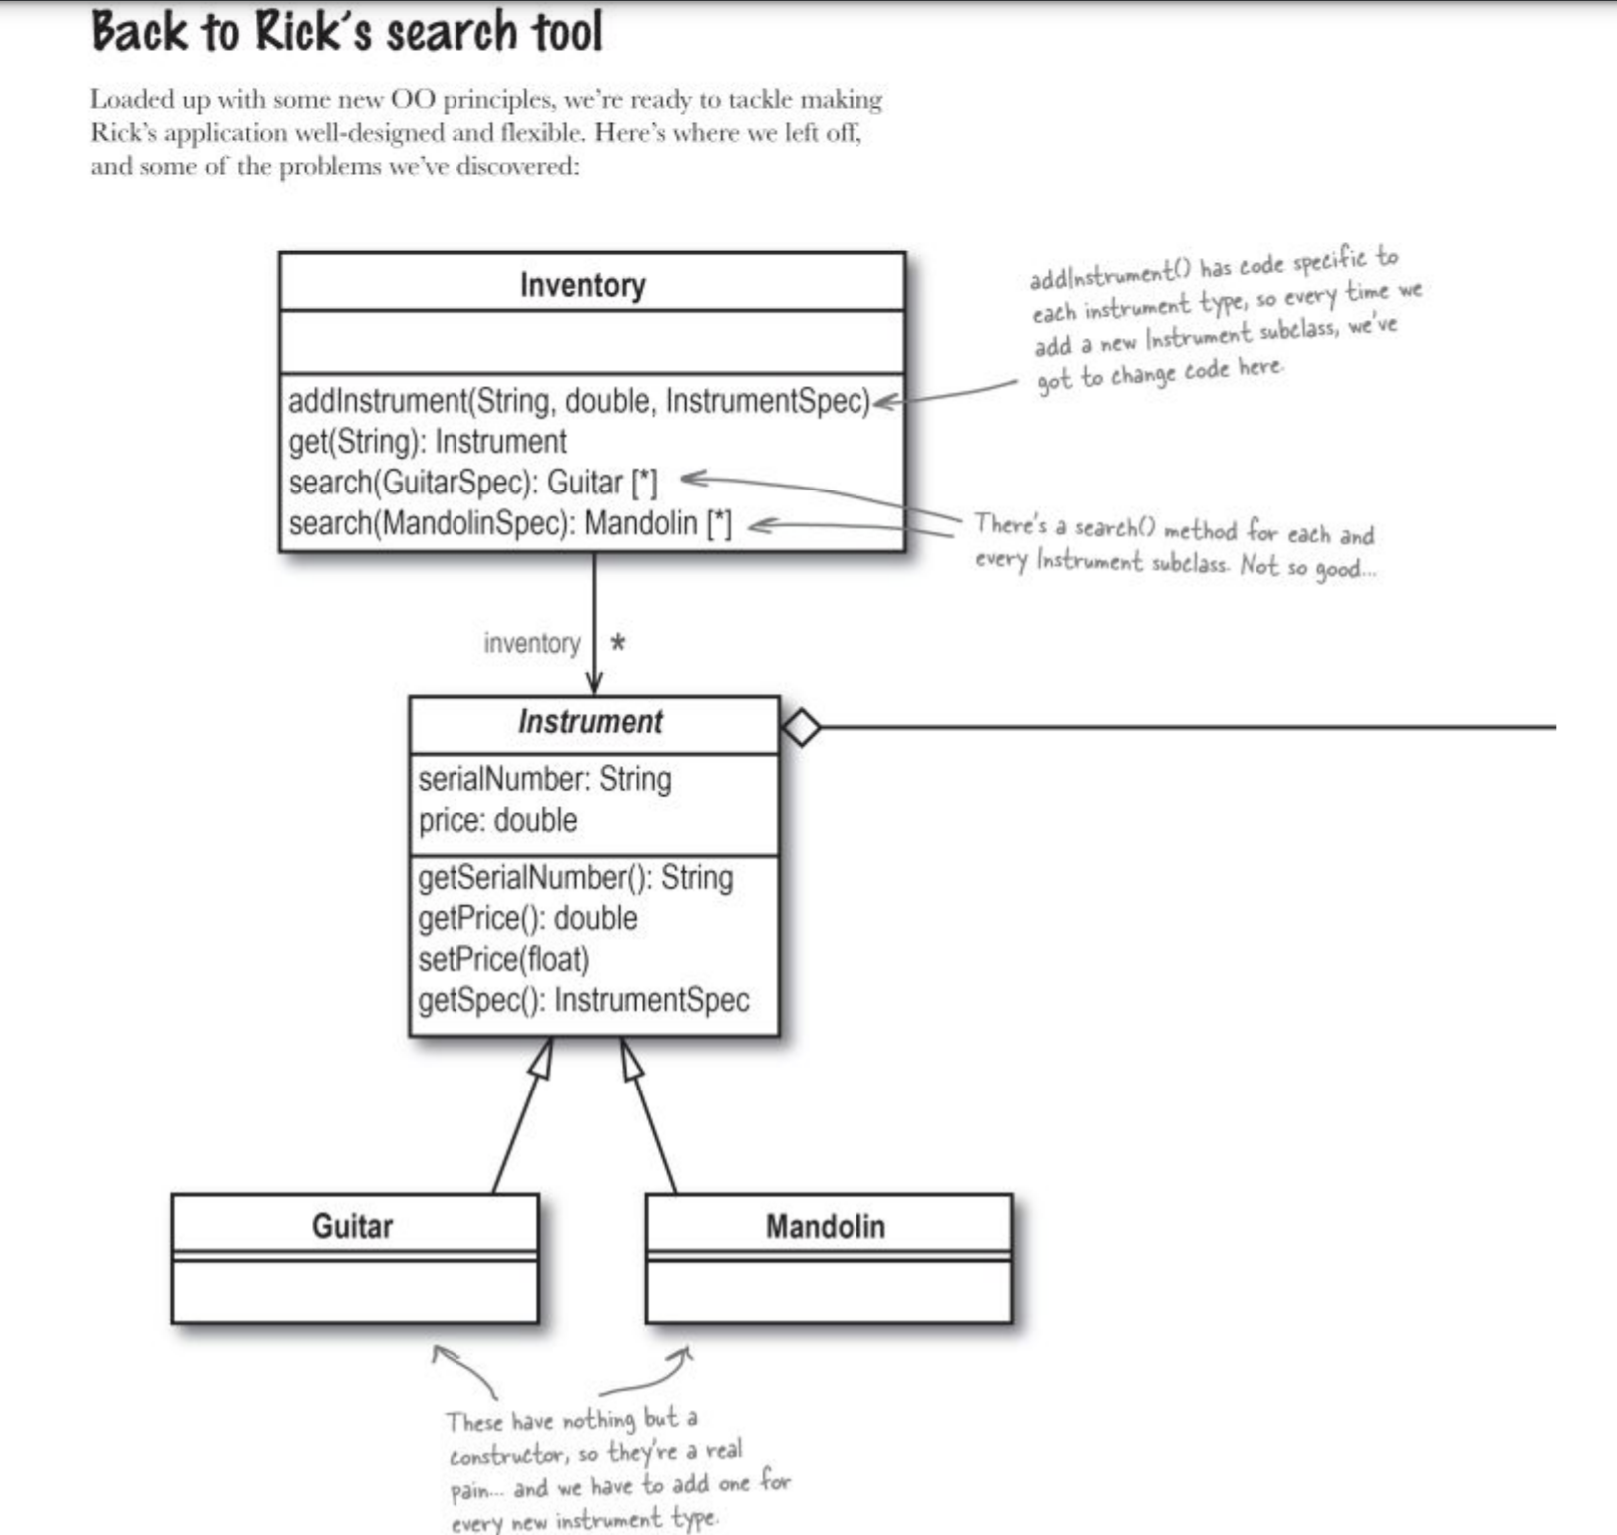 Back to Rick's search tool
Loaded up with some new OO principles, we're ready to tackle making
Rick's application well-designed and flexible. Here's where we left off,
and some of the problems we've discovered:
Inventory
addInstrument(String, double, InstrumentSpec)
get(String): Instrument
search(GuitarSpec): Guitar [*]
search(MandolinSpec): Mandolin [*]
addInstrument() has code specific to
each instrument type, so every time we
add a new Instrument subclass, we've
got to change code here.
There's a search() method for each and
every Instrument subclass. Not so good...
inventory *
Instrument
serialNumber: String
price: double
getSerialNumber(): String
getPrice(): double
setPrice(float)
getSpec(): InstrumentSpec
Guitar
Mandolin
These have nothing but a
constructor, so they're a real
pain... and we have to add one for
every new instrument type.